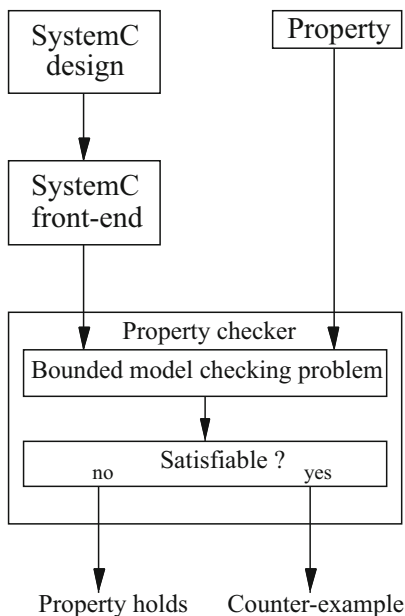 SystemC
design
Property
SystemC
front-end
Property checker
Bounded model checking problem
Satisfiable ?
no
yes
Property holds
Counter-example